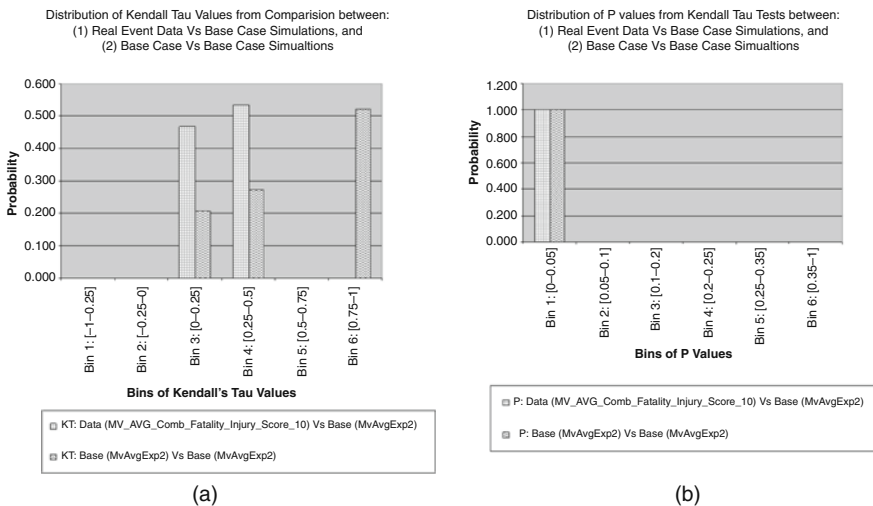 Distribution of Kendall Tau Values from Comparision between:
(1) Real Event Data Vs Base Case Simulations, and
(2) Base Case Vs Base Case Simualtions
0.600
0.500
0.400
0.300
0.200
0.100
0.000
Probability
Bin 1: [–1–0.25]
Bin 2: [–0.25–0]
Bin 3: [0–0.25]
Bin 4: [0.25–0.5]
Bin 5: [0.5–0.75]
Bin 6: [0.75–1]
Bins of Kendall's Tau Values
KT: Data (MV_AVG_Comb_Fatality_Injury_Score_10) Vs Base (MvAvgExp2)
KT: Base (MvAvgExp2) Vs Base (MvAvgExp2)
(a)
Distribution of P values from Kendall Tau Tests between:
(1) Real Event Data Vs Base Case Simulations, and
(2) Base Case Vs Base Case Simualtions
1.200
1.000
0.800
0.600
0.400
0.200
0.000
Probability
Bin 1: [0–0.05]
Bin 2: [0.05–0.1]
Bin 3: [0.1–0.2]
Bin 4: [0.2–0.25]
Bin 5: [0.25–0.35]
Bin 6: [0.35–1]
Bins of P Values
P: Data (MV_AVG_Comb_Fatality_Injury_Score_10) Vs Base (MvAvgExp2)
P: Base (MvAvgExp2) Vs Base (MvAvgExp2)
(b)